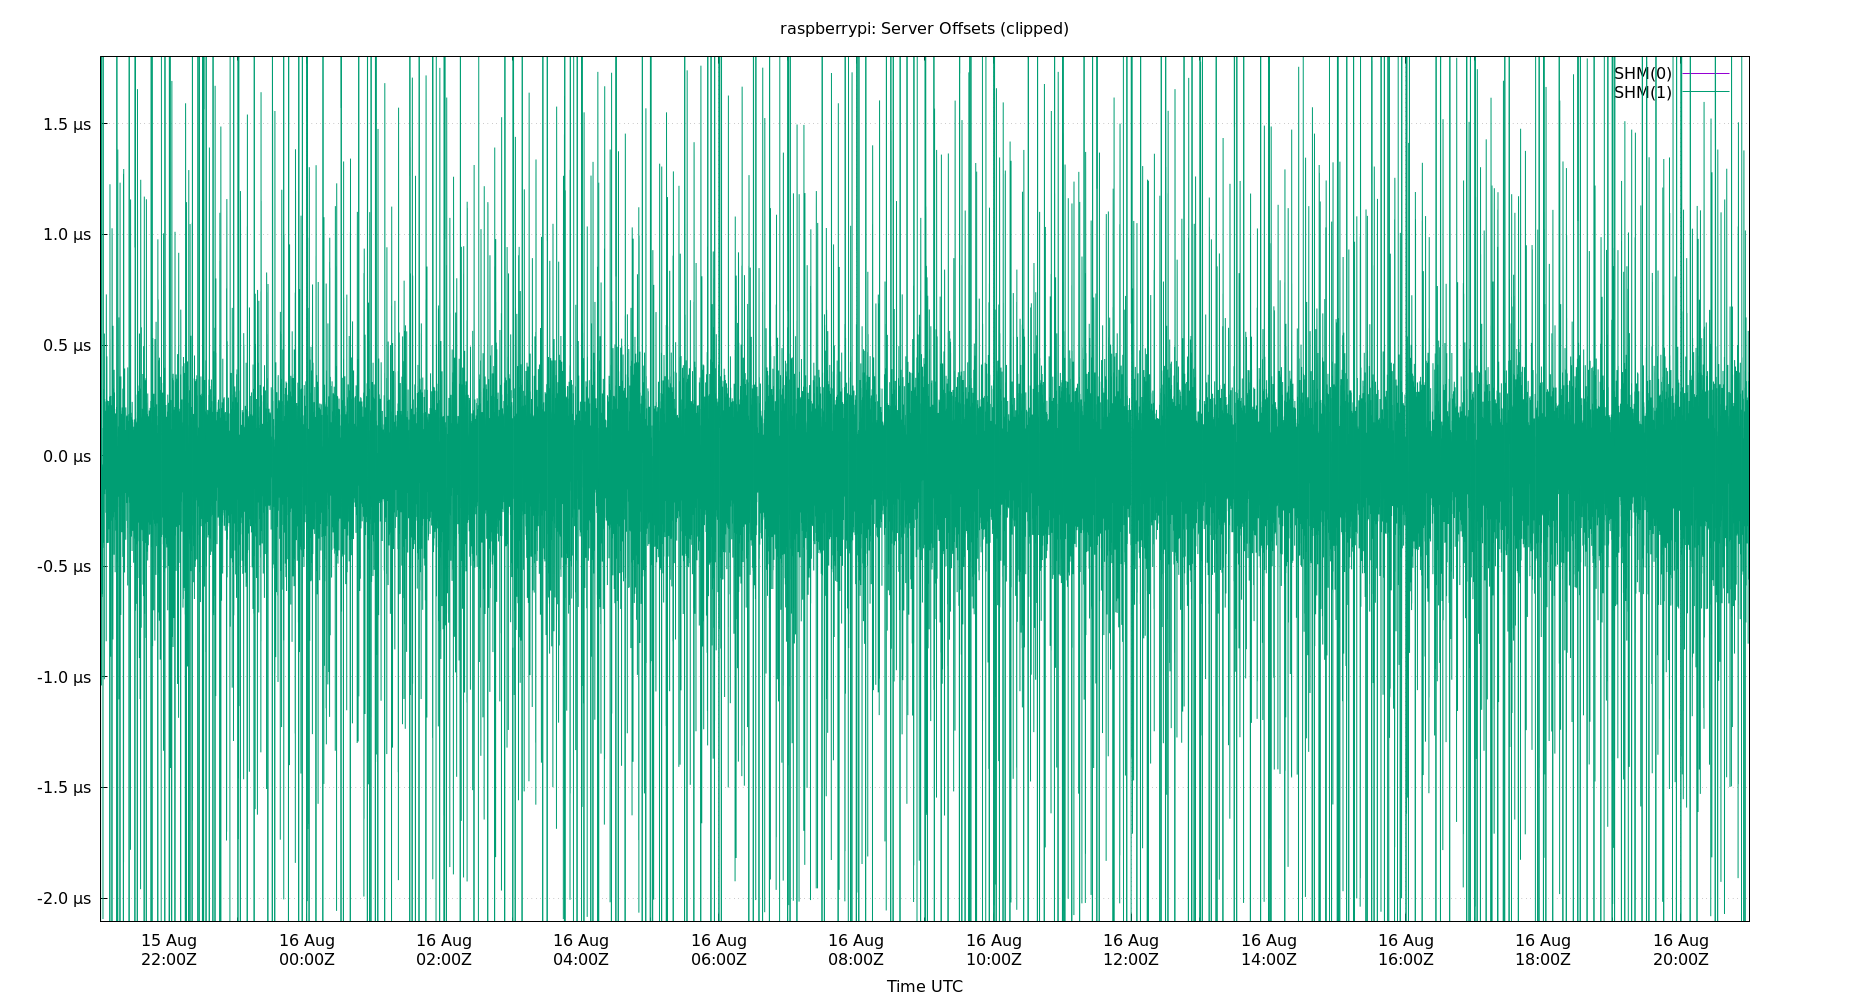 raspberrypi: Server Offsets (clipped)
SHM(0)
SHM(1)
1.5 µs
1.0 µs
0.5 µs
0.0 µs
-0.5 µs
-1.0 µs
-1.5 µs
-2.0 µs
15 Aug 16 Aug 16 Aug 16 Aug 16 Aug 16 Aug 16 Aug 16 Aug 16 Aug 16 Aug 16 Aug 16 Aug
22:00Z 00:00Z 02:00Z 04:00Z 06:00Z 08:00Z 10:00Z 12:00Z 14:00Z 16:00Z 18:00Z 20:00Z
Time UTC